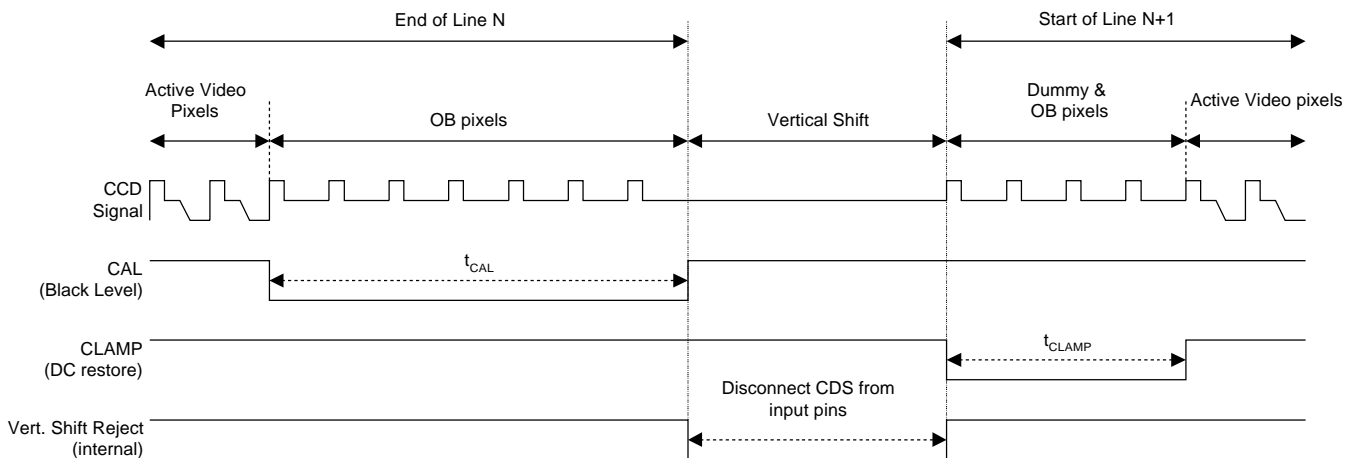 End of Line N
Start of Line N+1
Active Video
Pixels
OB pixels
Vertical Shift
Dummy &
OB pixels
Active Video pixels
CCD
Signal
CAL
(Black Level)
tCAL
CLAMP
(DC restore)
tCLAMP
Disconnect CDS from
input pins
Vert. Shift Reject
(internal)